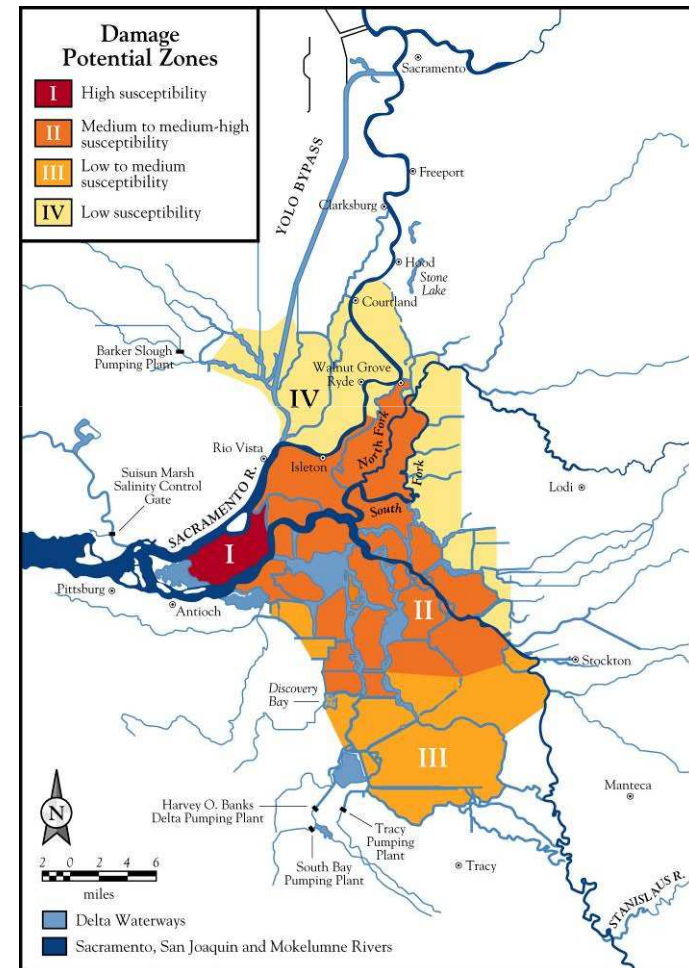 Damage
Potential Zones
I High susceptibility
II Medium to medium-high
susceptibility
III Low to medium
susceptibility
IV Low susceptibility
Sacramento
YOLO BYPASS
Freeport
Clarksburg
Hood
Stone
Lake
Courtland
Barker Slough
Pumping Plant
Walnut Grove
Ryde
IV
North Fork
Rio Vista
Isleton
Fork
South
Lodi
Suisun Marsh
Salinity Control
Gate
SACRAMENTO R.
I
Pittsburg
Antioch
II
Stockton
Discovery
Bay
III
Manteca
N
Harvey O. Banks
Delta Pumping Plant
Tracy
Pumping
Plant
South Bay
Pumping Plant
Tracy
2 0 2 4 6
miles
STANISLAUS R.
Delta Waterways
Sacramento, San Joaquin and Mokelumne Rivers